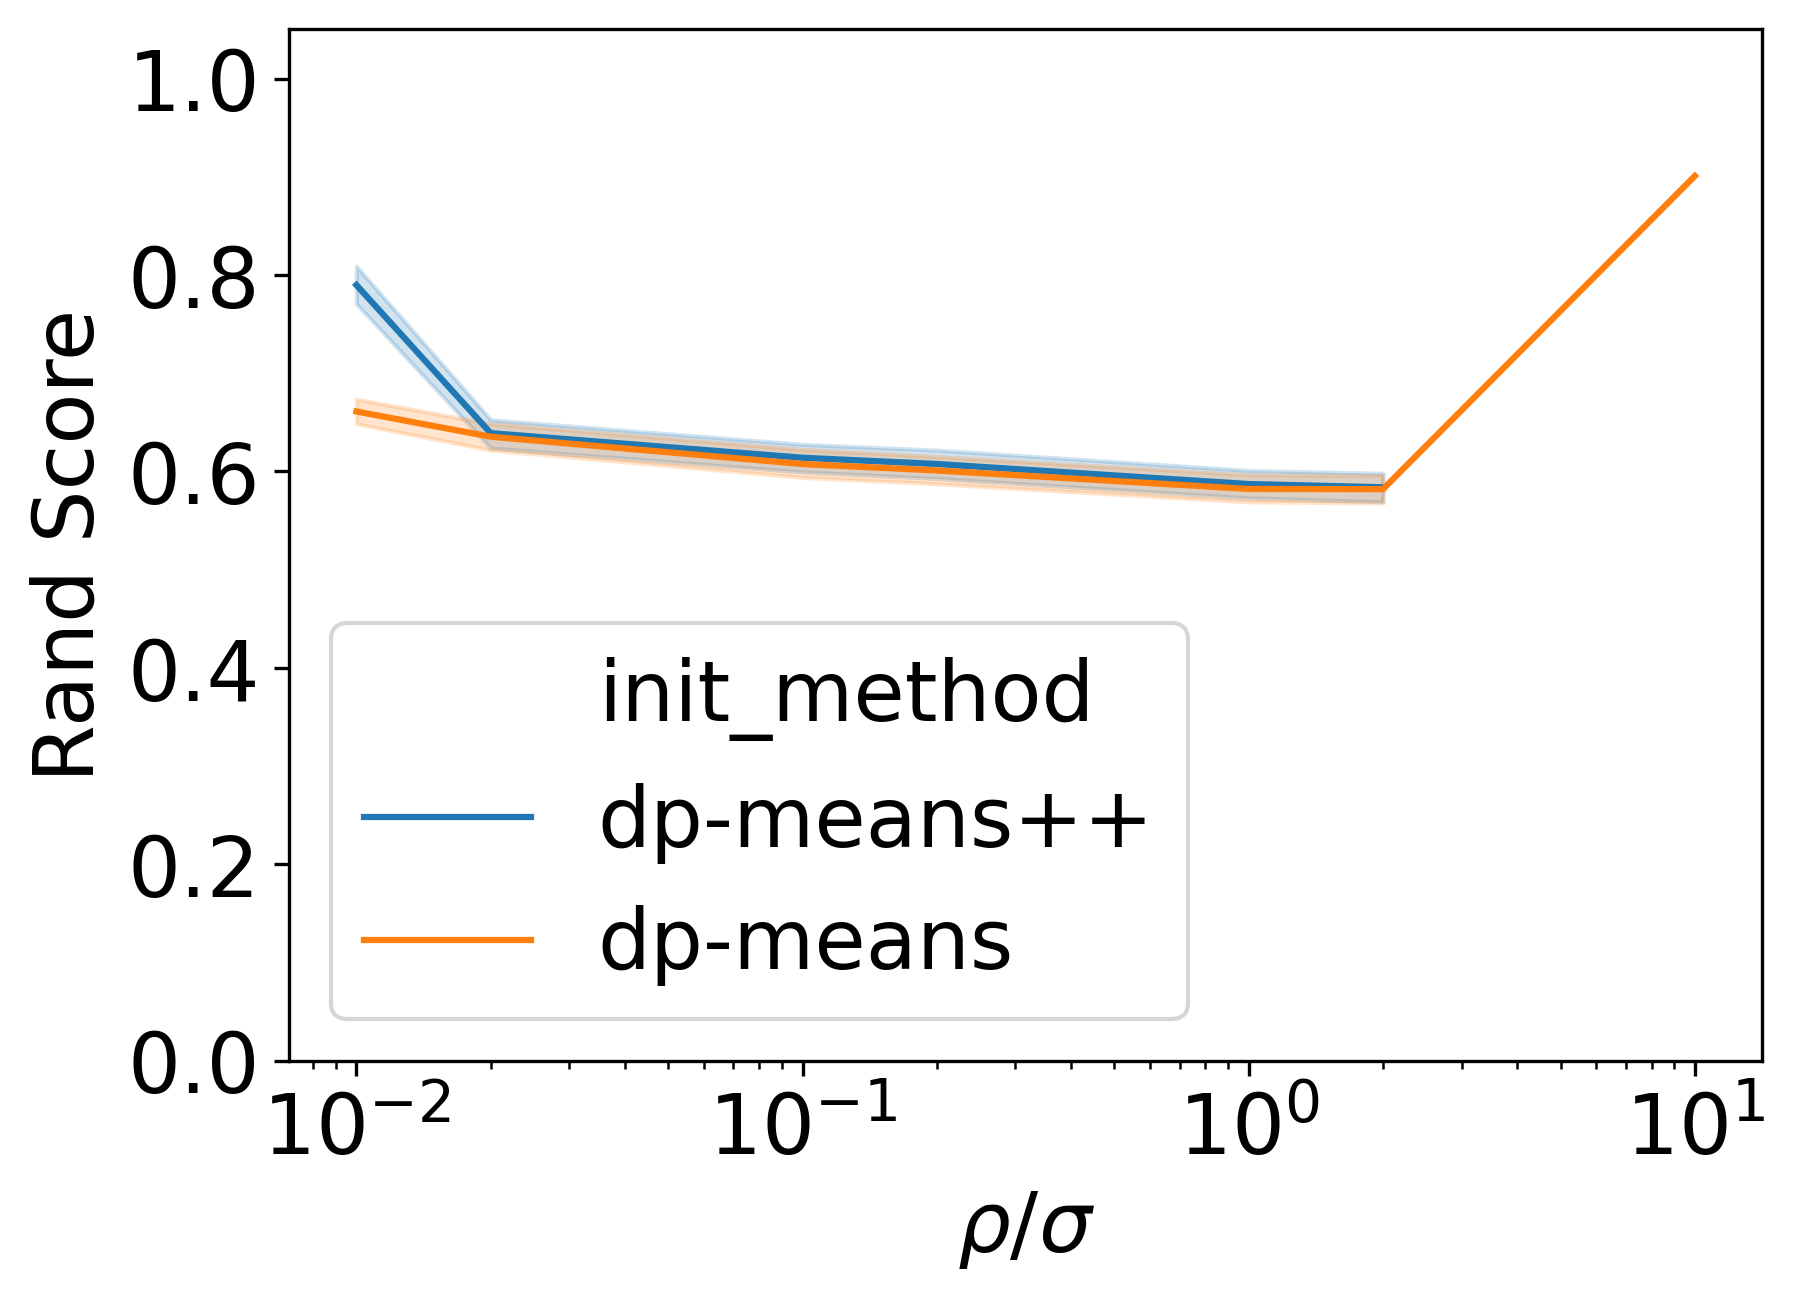 1.0
0.8
0.6
0.4
0.2
0.0
Rand Score
init_method
dp-means++
dp-means
10⁻²
10⁻¹
10⁰
10¹
ρ/σ